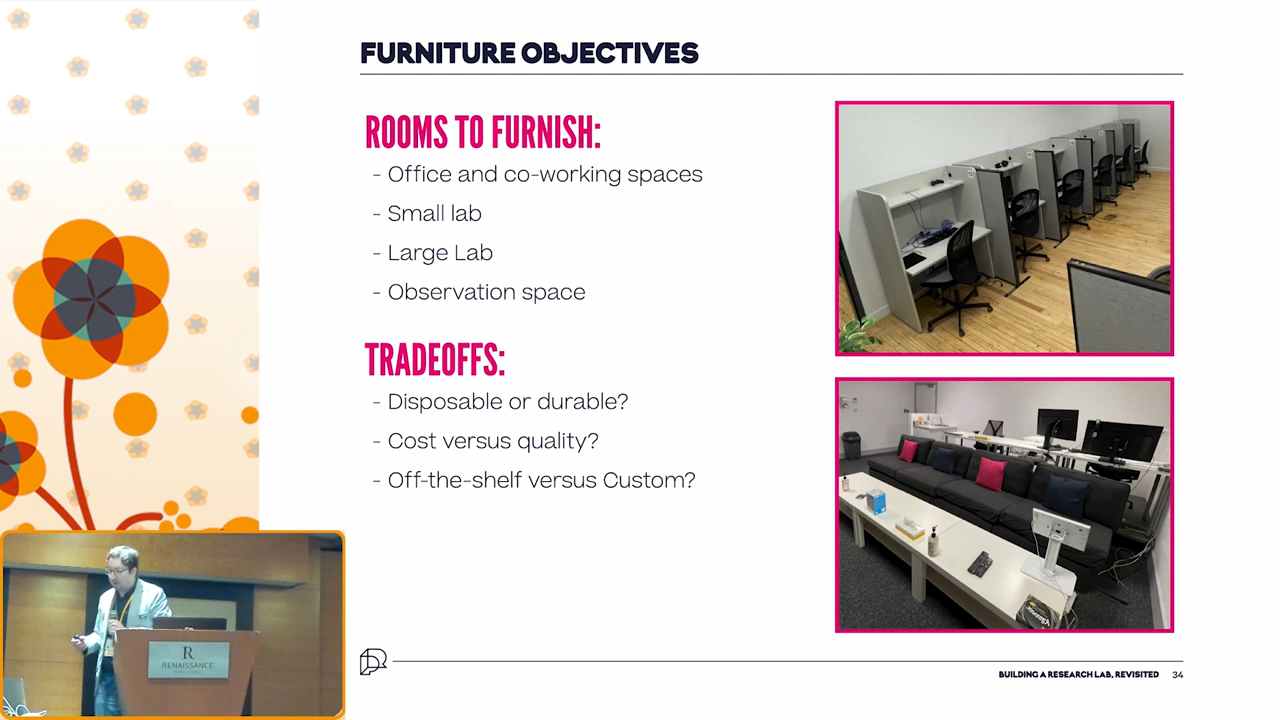 FURNITURE OBJECTIVES
ROOMS TO FURNISH:
- Office and co-working spaces
- Small lab
- Large Lab
- Observation space
TRADEOFFS:
- Disposable or durable?
- Cost versus quality?
- Off-the-shelf versus Custom?
R
RENAISSANCE
BUILDING A RESEARCH LAB, REVISITED 34